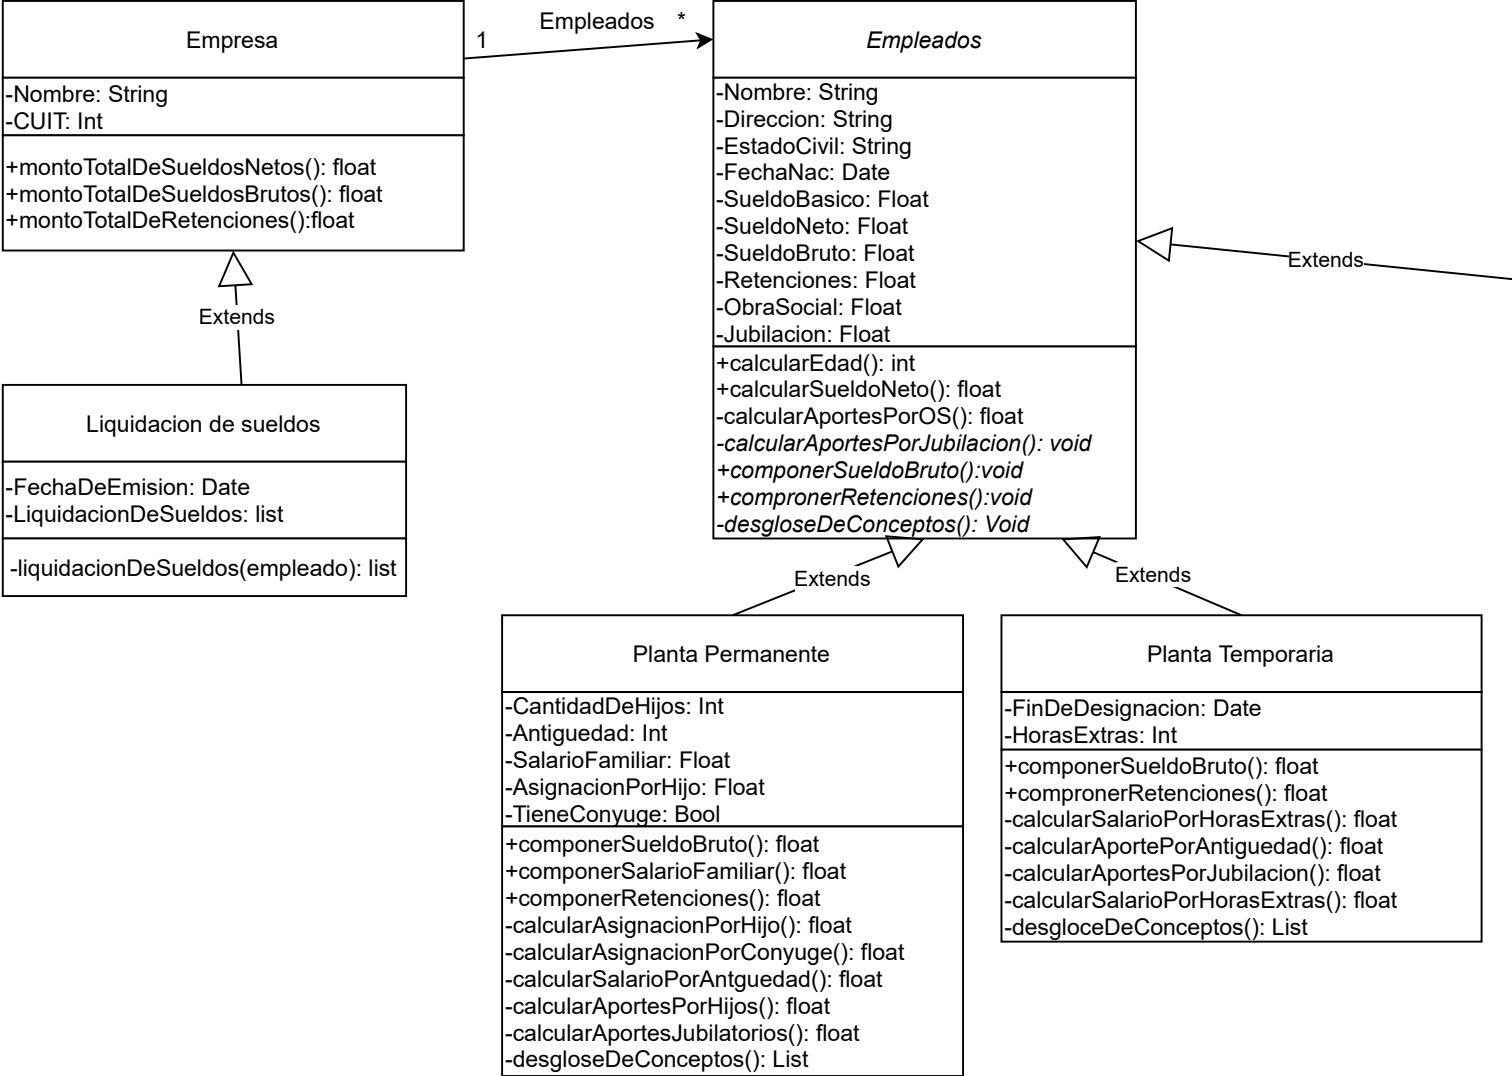 Empresa
-Nombre: String
-CUIT: Int
+montoTotalDeSueldosNetos(): float
+montoTotalDeSueldosBrutos(): float
+montoTotalDeRetenciones():float
1
Empleados
*
Empleados
-Nombre: String
-Direccion: String
-EstadoCivil: String
-FechaNac: Date
-SueldoBasico: Float
-SueldoNeto: Float
-SueldoBruto: Float
-Retenciones: Float
-ObraSocial: Float
-Jubilacion: Float
+calcularEdad(): int
+calcularSueldoNeto(): float
-calcularAportesPorOS(): float
-calcularAportesPorJubilacion(): void
+componerSueldoBruto():void
+compronerRetenciones():void
-desgloseDeConceptos(): Void
Extends
Extends
Liquidacion de sueldos
-FechaDeEmision: Date
-LiquidacionDeSueldos: list
-liquidacionDeSueldos(empleado): list
Extends
Extends
Planta Permanente
-CantidadDeHijos: Int
-Antiguedad: Int
-SalarioFamiliar: Float
-AsignacionPorHijo: Float
-TieneConyuge: Bool
+componerSueldoBruto(): float
+componerSalarioFamiliar(): float
+componerRetenciones(): float
-calcularAsignacionPorHijo(): float
-calcularAsignacionPorConyuge(): float
-calcularSalarioPorAntguedad(): float
-calcularAportesPorHijos(): float
-calcularAportesJubilatorios(): float
-desgloseDeConceptos(): List
Planta Temporaria
-FinDeDesignacion: Date
-HorasExtras: Int
+componerSueldoBruto(): float
+compronerRetenciones(): float
-calcularSalarioPorHorasExtras(): float
-calcularAportePorAntiguedad(): float
-calcularAportesPorJubilacion(): float
-calcularSalarioPorHorasExtras(): float
-desgloceDeConceptos(): List